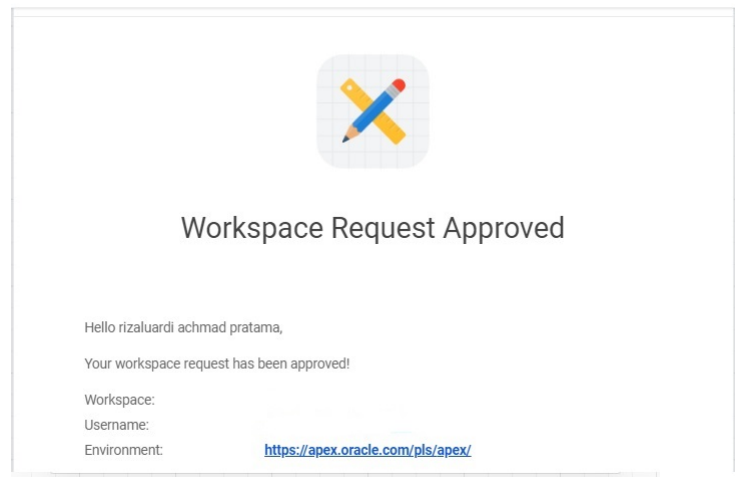 Workspace Request Approved
Hello rizaluardi achmad pratama,
Your workspace request has been approved!
Workspace:
Username:
Environment: https://apex.oracle.com/pls/apex/